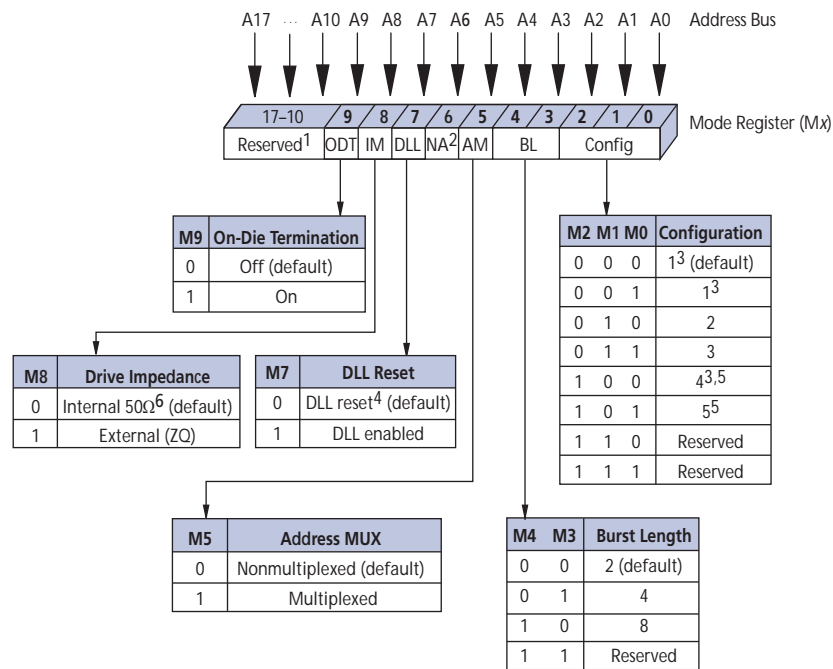 A17 ... A10 A9 A8 A7 A6 A5 A4 A3 A2 A1 A0 Address Bus
17–10 9 8 7 6 5 4 3 2 1 0 Mode Register (Mx)
Reserved1 ODT IM DLL NA2 AM BL Config
M9 On-Die Termination
0 Off (default)
1 On
M2 M1 M0 Configuration
0 0 0 13 (default)
0 0 1 13
0 1 0 2
0 1 1 3
1 0 0 43,5
1 0 1 55
1 1 0 Reserved
1 1 1 Reserved
M8 Drive Impedance
0 Internal 50Ω6 (default)
1 External (ZQ)
M7 DLL Reset
0 DLL reset4 (default)
1 DLL enabled
M5 Address MUX
0 Nonmultiplexed (default)
1 Multiplexed
M4 M3 Burst Length
0 0 2 (default)
0 1 4
1 0 8
1 1 Reserved